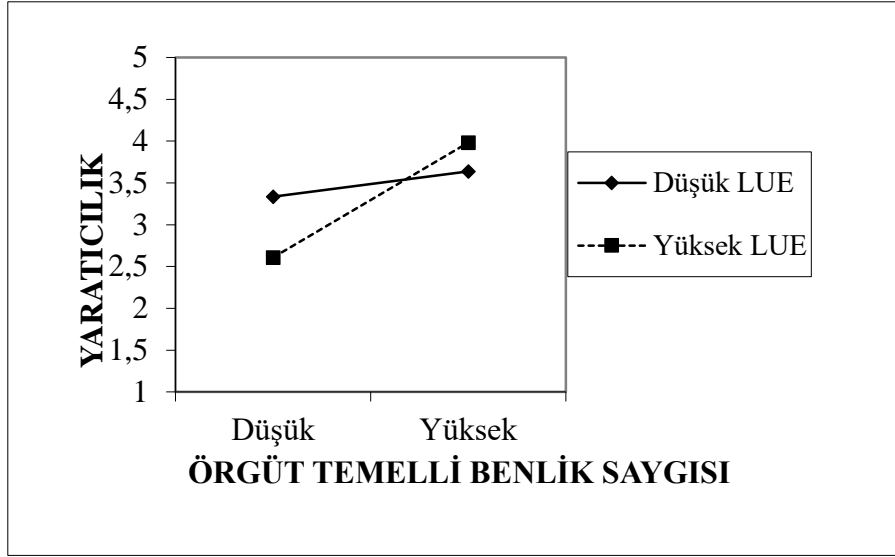 YARATICILIK
5
4,5
4
3,5
3
2,5
2
1,5
1
Düşük
Yüksek
ÖRGÜT TEMELLİ BENLİK SAYGISI
Düşük LUE
Yüksek LUE